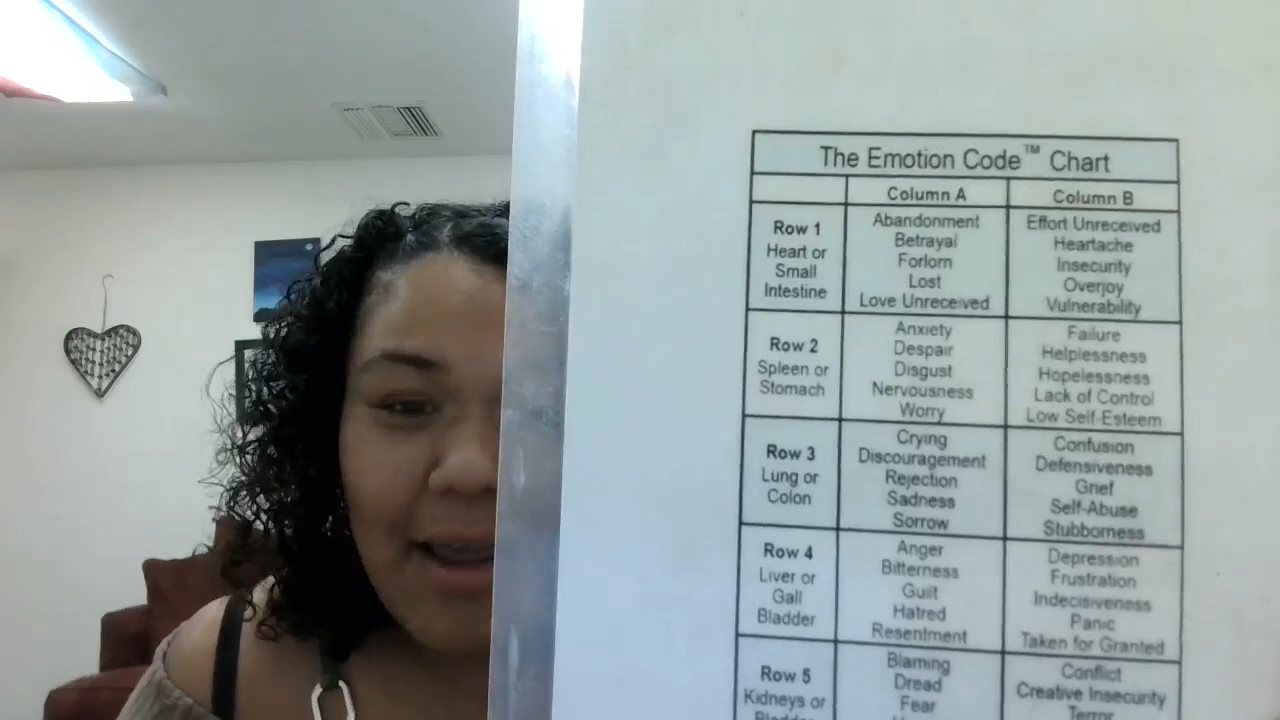 The Emotion Code™ Chart
Column A Column B
Row 1
Heart or
Small
Intestine
Abandonment
Betrayal
Forlorn
Lost
Love Unreceived
Effort Unreceived
Heartache
Insecurity
Overjoy
Vulnerability
Row 2
Spleen or
Stomach
Anxiety
Despair
Disgust
Nervousness
Worry
Failure
Helplessness
Hopelessness
Lack of Control
Low Self-Esteem
Row 3
Lung or
Colon
Crying
Discouragement
Rejection
Sadness
Sorrow
Confusion
Defensiveness
Grief
Self-Abuse
Stubborness
Row 4
Liver or
Gall
Bladder
Anger
Bitterness
Guilt
Hatred
Resentment
Depression
Frustration
Indecisiveness
Panic
Taken for Granted
Row 5
Kidneys or
Bladder
Blaming
Dread
Fear
Conflict
Creative Insecurity
Terror